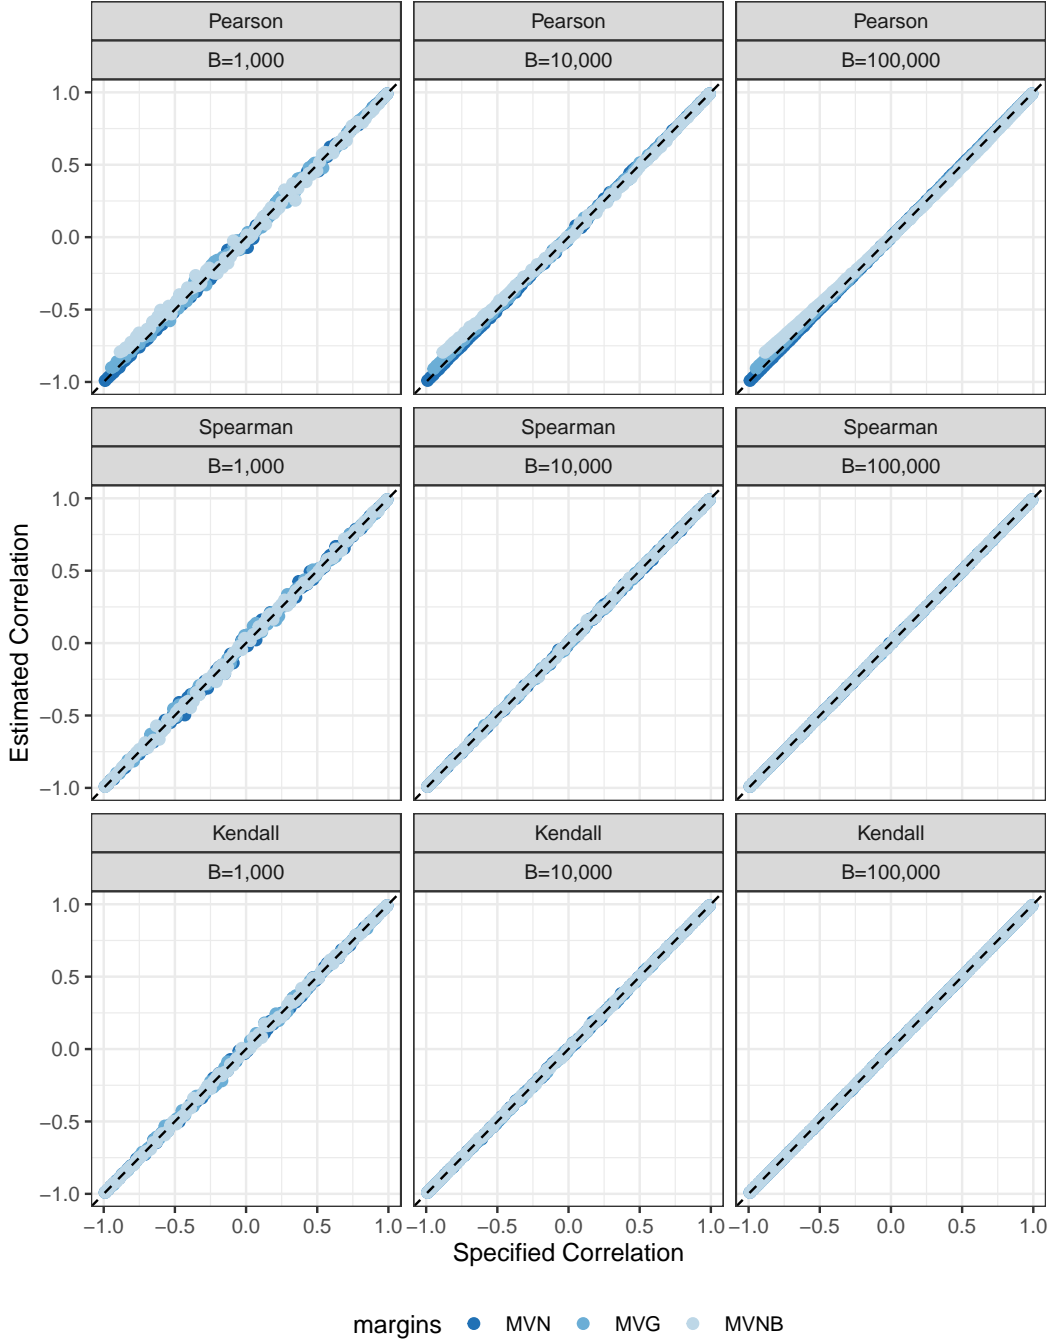 Pearson Pearson Pearson
B=1,000 B=10,000 B=100,000
1.0
0.5
0.0
−0.5
−1.0
Spearman Spearman Spearman
B=1,000 B=10,000 B=100,000
1.0
0.5
0.0
−0.5
−1.0
Estimated Correlation
Kendall Kendall Kendall
B=1,000 B=10,000 B=100,000
1.0
0.5
0.0
−0.5
−1.0
−1.0 −0.5 0.0 0.5 1.0 −1.0 −0.5 0.0 0.5 1.0 −1.0 −0.5 0.0 0.5 1.0
Specified Correlation
margins MVN MVG MVNB